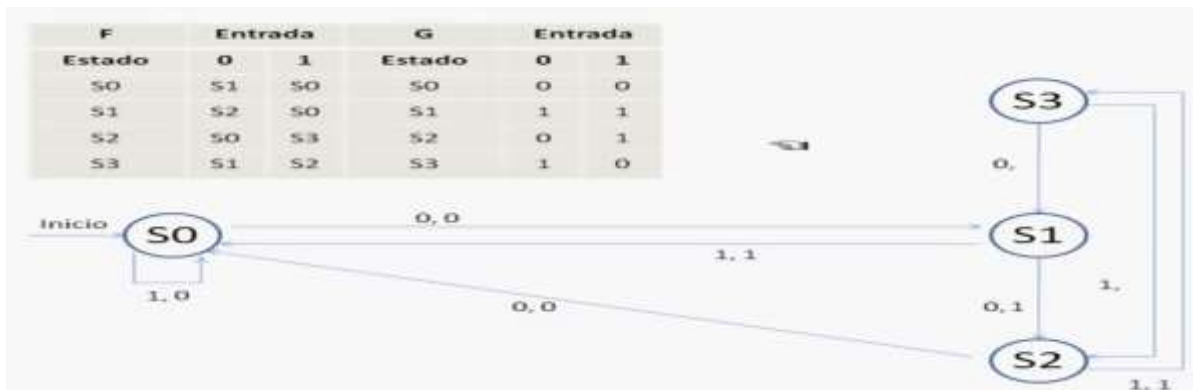 F Entrada G Entrada
Estado 0 1 Estado 0 1
S0 S1 S0 S0 0 0
S1 S2 S0 S1 1 1
S2 S0 S3 S2 0 1
S3 S1 S2 S3 1 0
S3
0,
Inicio
S0
0, 0
S1
1, 1
1, 0
0, 0
0, 1
1,
S2
1, 1